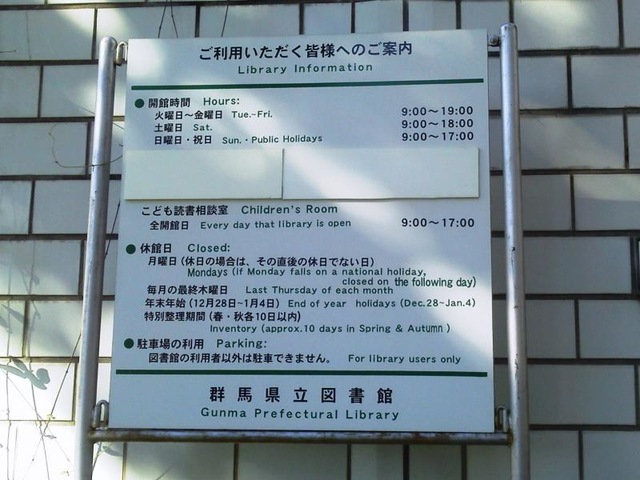 ご利用いただく皆様へのご案内
Library Information
●開館時間 Hours:
火曜日〜金曜日 Tue.~Fri. 9:00〜19:00
土曜日 Sat. 9:00〜18:00
日曜日・祝日 Sun.・Public Holidays 9:00〜17:00
こども読書相談室 Children's Room
全開館日 Every day that library is open 9:00〜17:00
●休館日 Closed:
月曜日(休日の場合は、その直後の休日でない日)
Mondays (if Monday falls on a national holiday,
closed on the following day)
毎月の最終木曜日 Last Thursday of each month
年末年始(12月28日~1月4日) End of year holidays (Dec.28~Jan.4)
特別整理期間(春・秋各10日以内)
Inventory (approx.10 days in Spring & Autumn )
●駐車場の利用 Parking:
図書館の利用者以外は駐車できません。 For library users only
群馬県立図書館
Gunma Prefectural Library